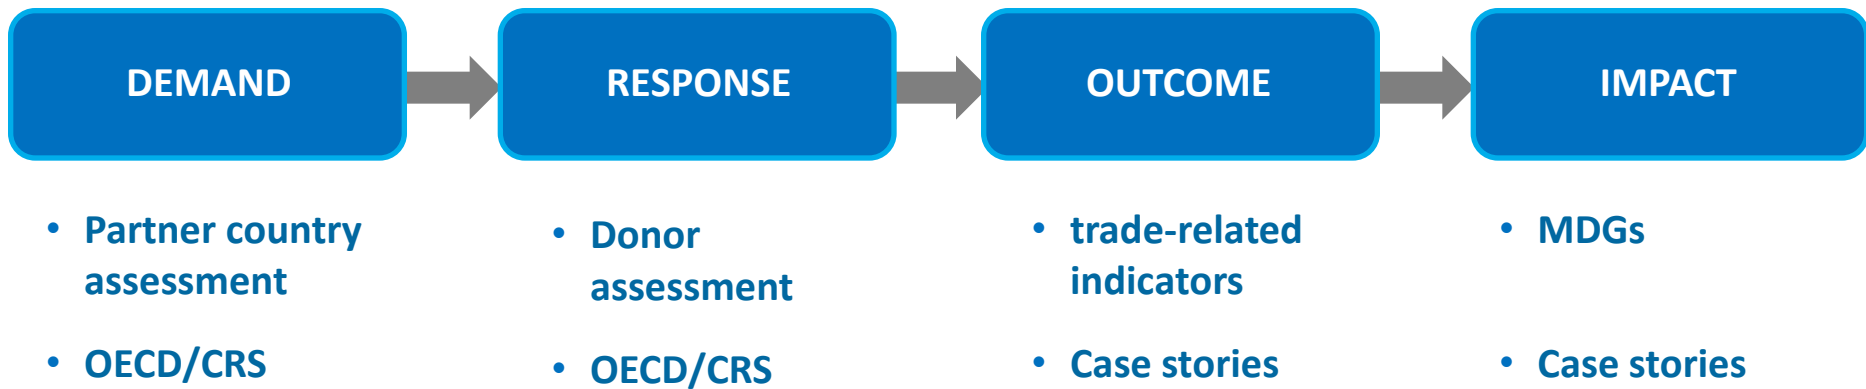 DEMAND
RESPONSE
OUTCOME
IMPACT
• Partner country
assessment
• OECD/CRS
• Donor
assessment
• OECD/CRS
• trade-related
indicators
• Case stories
• MDGs
• Case stories